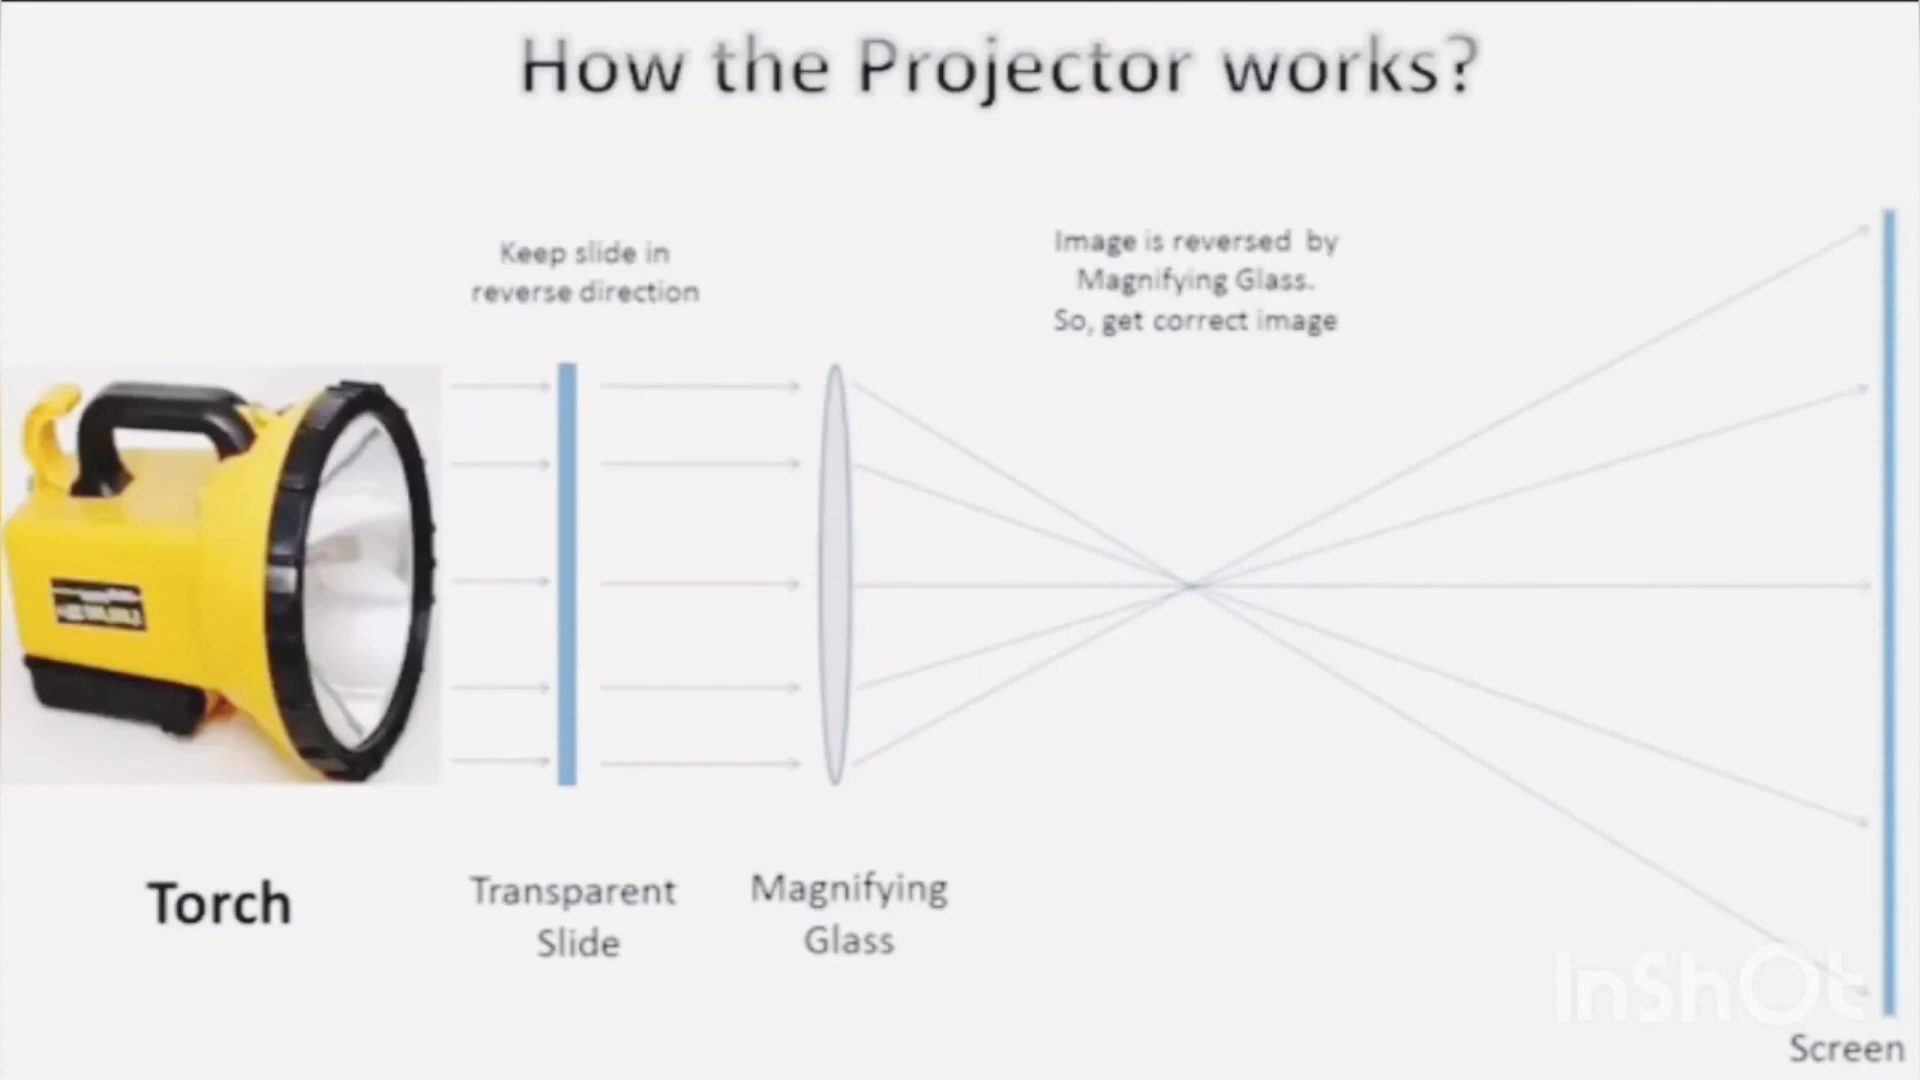 How the Projector works?
Keep slide in
reverse direction
Image is reversed by
Magnifying Glass.
So, get correct image
Torch
Transparent
Slide
Magnifying
Glass
InShOt
Screen